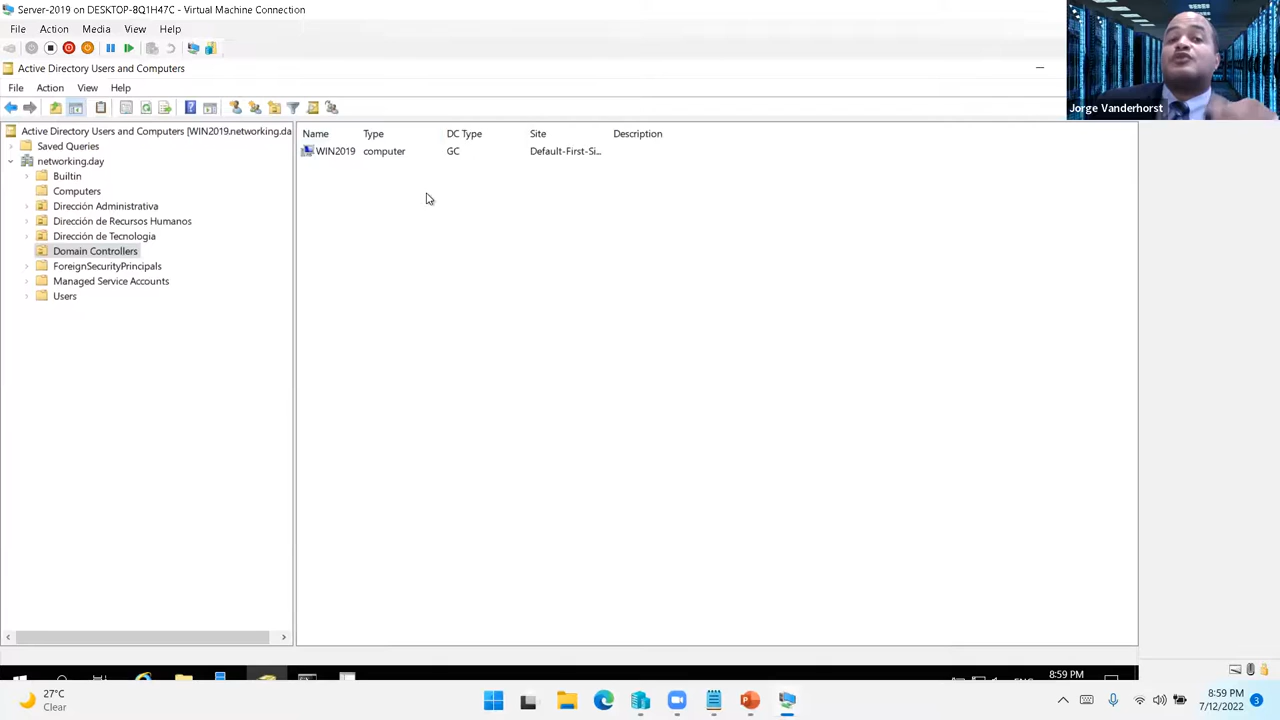 Server-2019 on DESKTOP-8Q1H47C - Virtual Machine Connection
File Action Media View Help
Active Directory Users and Computers
File Action View Help
Jorge Vanderhorst
Active Directory Users and Computers [WIN2019.networking.da
Saved Queries
networking.day
Builtin
Computers
Dirección Administrativa
Dirección de Recursos Humanos
Dirección de Tecnologia
Domain Controllers
ForeignSecurityPrincipals
Managed Service Accounts
Users
Name Type DC Type Site Description
WIN2019 computer GC Default-First-Si...
8:59 PM
27°C
Clear
8:59 PM
7/12/2022
3